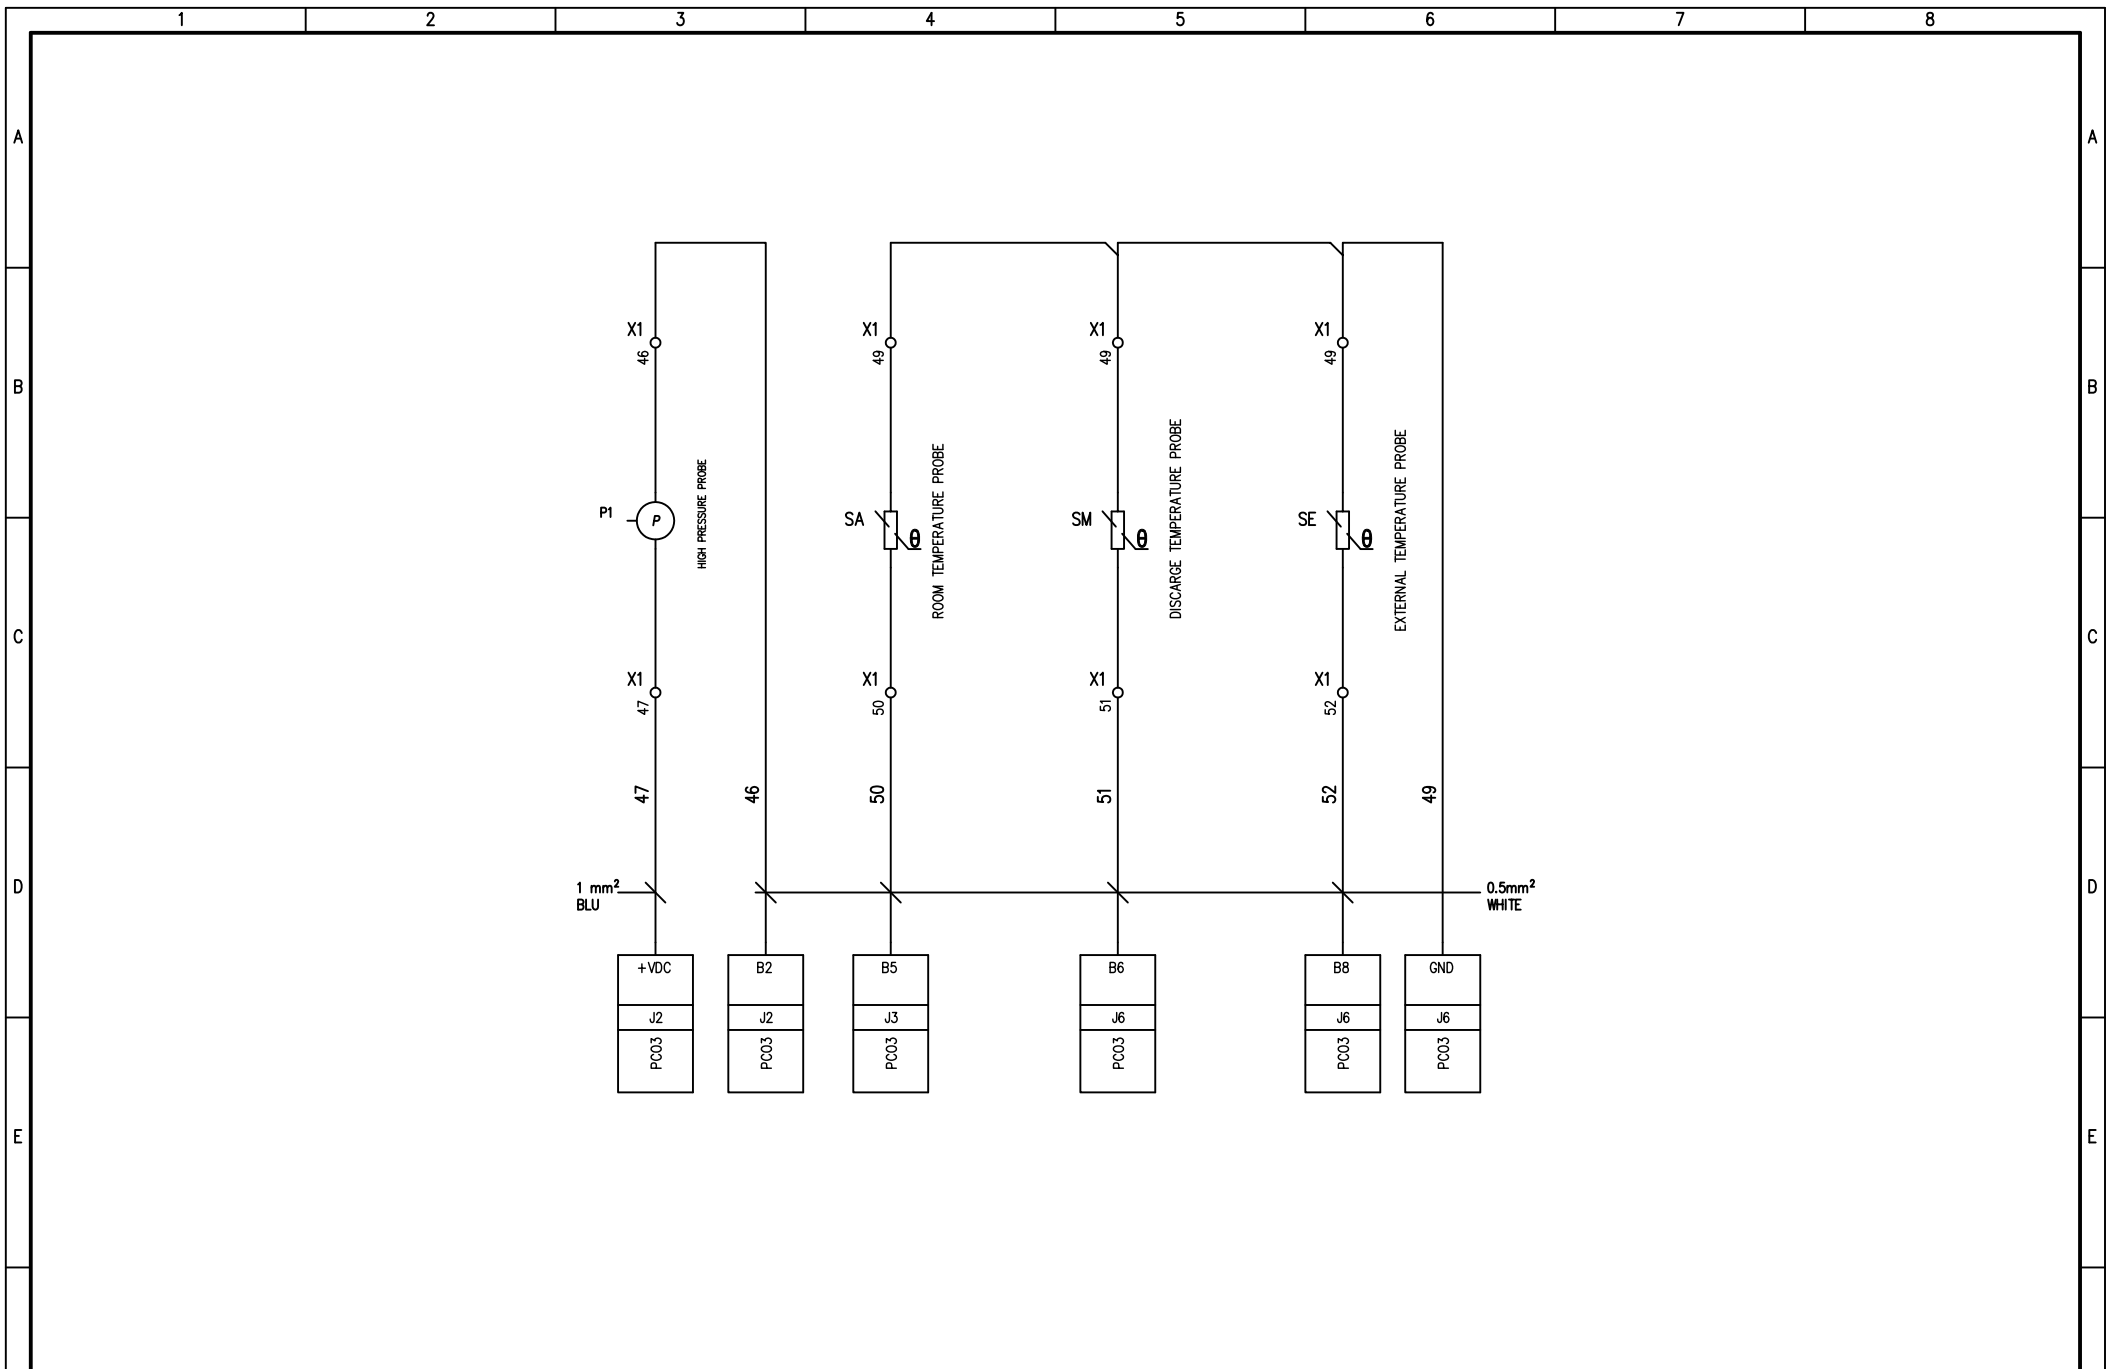 1 2 3 4 5 6 7 8
A A
X1 X1 X1 X1
46 49 49 49
B B
HIGH PRESSURE PROBE
ROOM TEMPERATURE PROBE
DISCARGE TEMPERATURE PROBE
EXTERNAL TEMPERATURE PROBE
P1 P SA θ SM θ SE θ
C C
X1 X1 X1 X1
47 50 51 52
47 46 50 51 52 49
D D
1 mm²
BLU
0.5mm²
WHITE
+VDC B2 B5 B6 B8 GND
J2 J2 J3 J6 J6 J6
PCO3 PCO3 PCO3 PCO3 PCO3 PCO3
E E